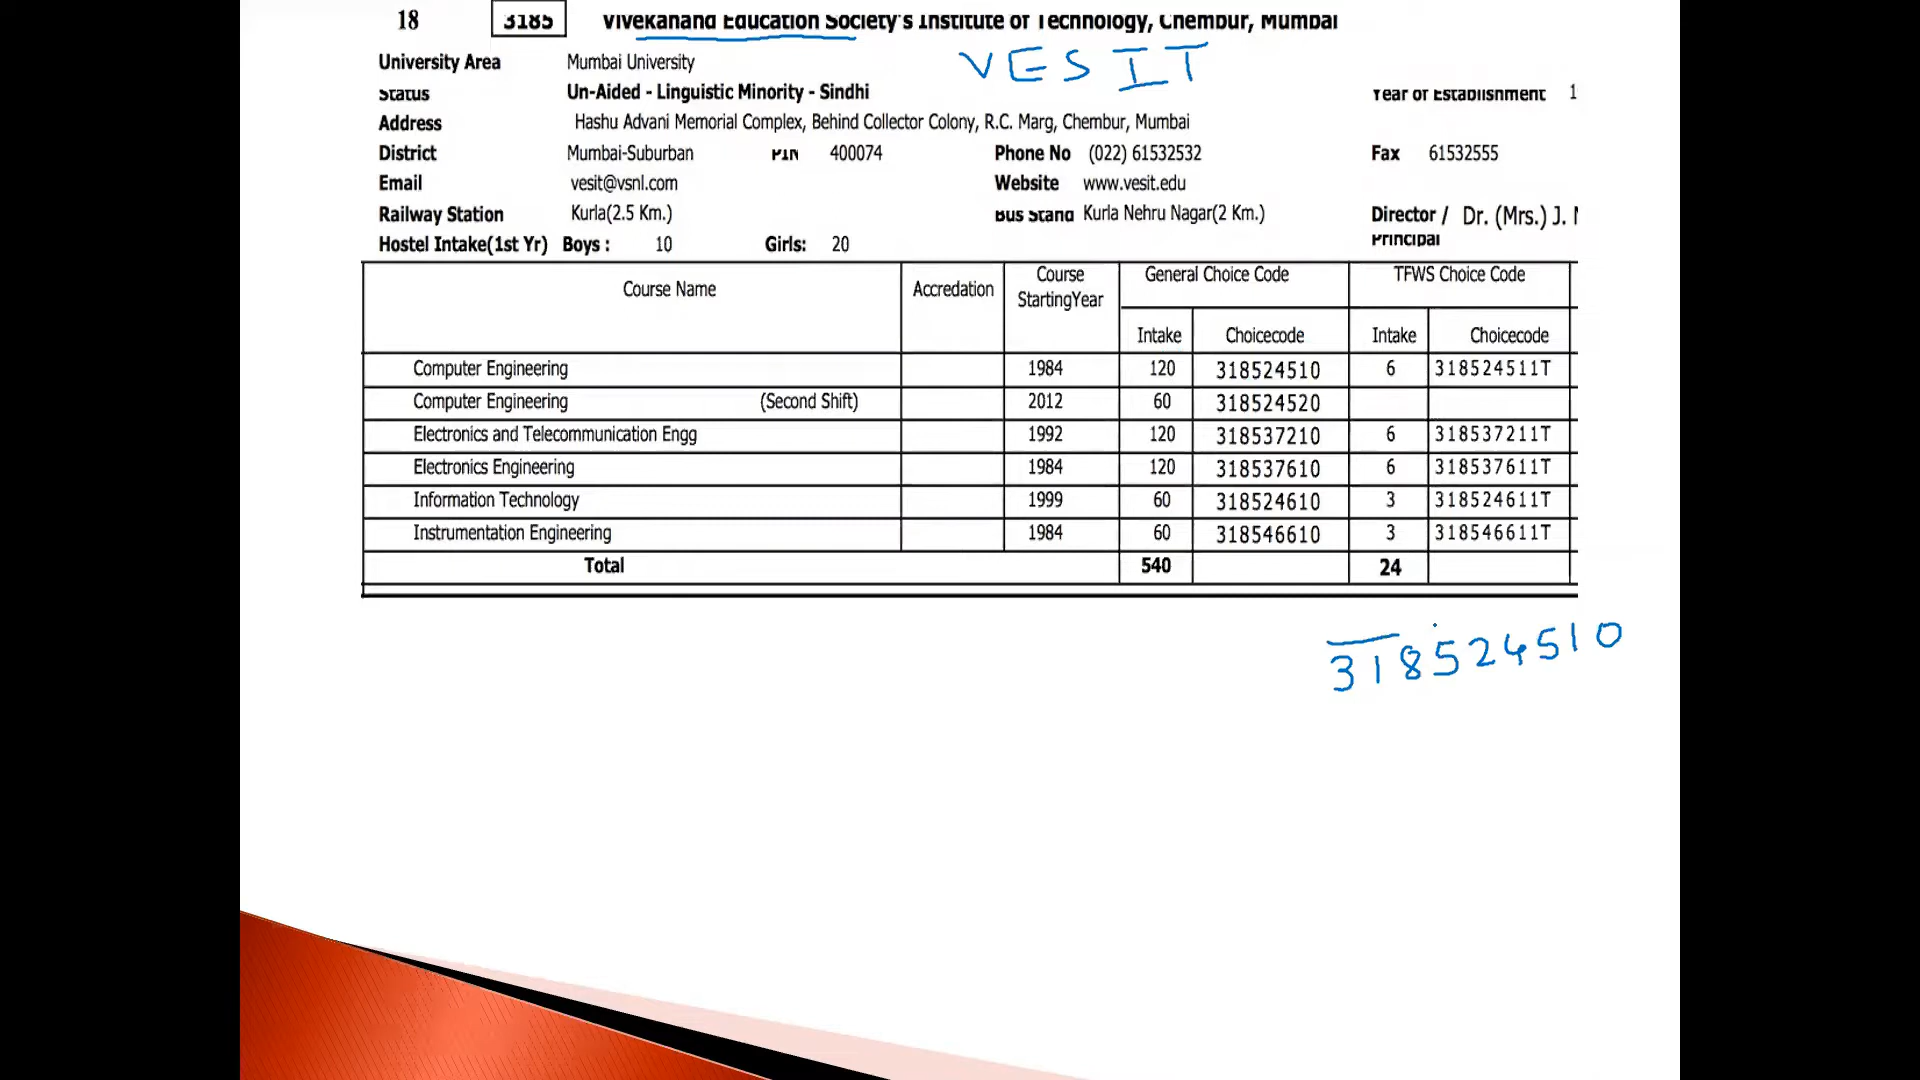 18 3185 Vivekanand Education Society's Institute of Technology, Chembur, Mumbai
VESIT
University Area Mumbai University
Status Un-Aided - Linguistic Minority - Sindhi Year of Establishment 1
Address Hashu Advani Memorial Complex, Behind Collector Colony, R.C. Marg, Chembur, Mumbai
District Mumbai-Suburban PIN 400074 Phone No (022) 61532532 Fax 61532555
Email vesit@vsnl.com Website www.vesit.edu
Railway Station Kurla(2.5 Km.) Bus Stand Kurla Nehru Nagar(2 Km.) Director / Dr. (Mrs.) J.
Principal
Hostel Intake(1st Yr) Boys : 10 Girls: 20
Course Name Accredation Course StartingYear General Choice Code TFWS Choice Code
Intake Choicecode Intake Choicecode
Computer Engineering 1984 120 318524510 6 318524511T
Computer Engineering (Second Shift) 2012 60 318524520
Electronics and Telecommunication Engg 1992 120 318537210 6 318537211T
Electronics Engineering 1984 120 318537610 6 318537611T
Information Technology 1999 60 318524610 3 318524611T
Instrumentation Engineering 1984 60 318546610 3 318546611T
Total 540 24
318524510